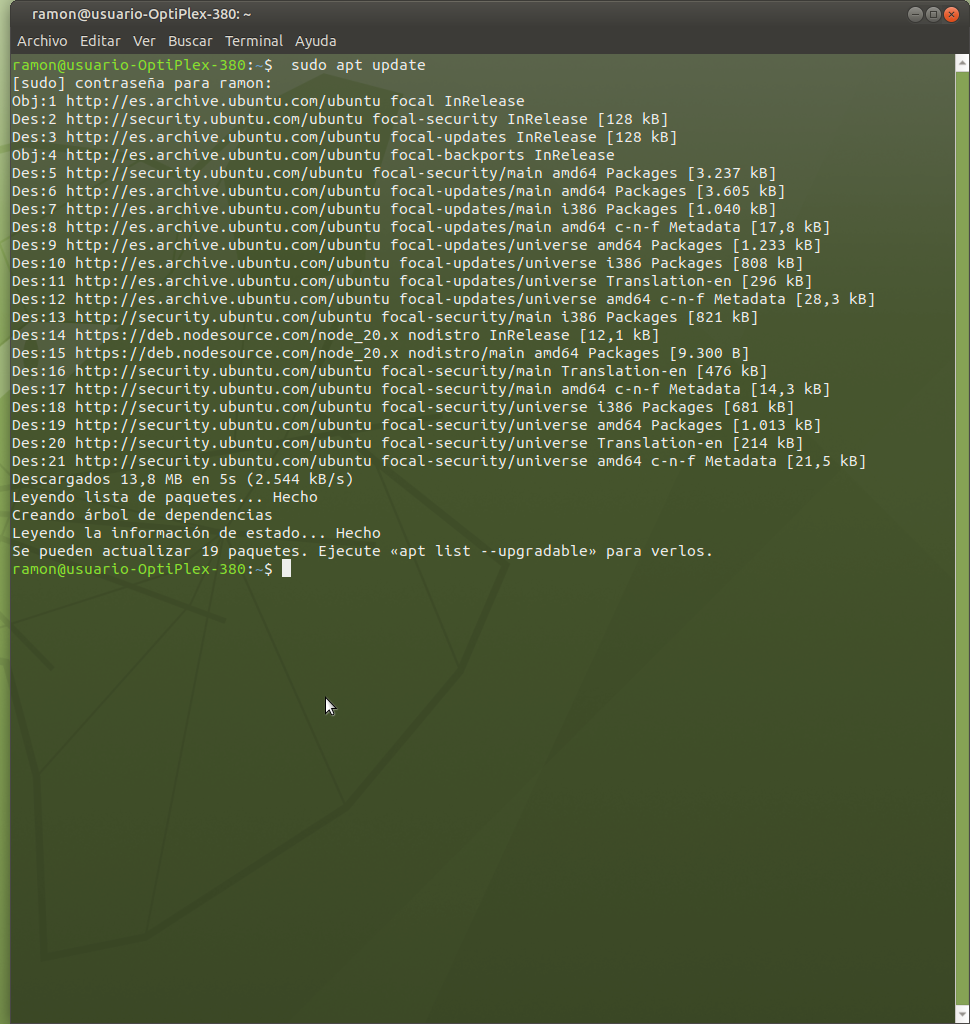 ramon@usuario-OptiPlex-380: ~
Archivo Editar Ver Buscar Terminal Ayuda
ramon@usuario-OptiPlex-380:~$  sudo apt update
[sudo] contraseña para ramon:
Obj:1 http://es.archive.ubuntu.com/ubuntu focal InRelease
Des:2 http://security.ubuntu.com/ubuntu focal-security InRelease [128 kB]
Des:3 http://es.archive.ubuntu.com/ubuntu focal-updates InRelease [128 kB]
Obj:4 http://es.archive.ubuntu.com/ubuntu focal-backports InRelease
Des:5 http://security.ubuntu.com/ubuntu focal-security/main amd64 Packages [3.237 kB]
Des:6 http://es.archive.ubuntu.com/ubuntu focal-updates/main amd64 Packages [3.605 kB]
Des:7 http://es.archive.ubuntu.com/ubuntu focal-updates/main i386 Packages [1.040 kB]
Des:8 http://es.archive.ubuntu.com/ubuntu focal-updates/main amd64 c-n-f Metadata [17,8 kB]
Des:9 http://es.archive.ubuntu.com/ubuntu focal-updates/universe amd64 Packages [1.233 kB]
Des:10 http://es.archive.ubuntu.com/ubuntu focal-updates/universe i386 Packages [808 kB]
Des:11 http://es.archive.ubuntu.com/ubuntu focal-updates/universe Translation-en [296 kB]
Des:12 http://es.archive.ubuntu.com/ubuntu focal-updates/universe amd64 c-n-f Metadata [28,3 kB]
Des:13 http://security.ubuntu.com/ubuntu focal-security/main i386 Packages [821 kB]
Des:14 https://deb.nodesource.com/node_20.x nodistro InRelease [12,1 kB]
Des:15 https://deb.nodesource.com/node_20.x nodistro/main amd64 Packages [9.300 B]
Des:16 http://security.ubuntu.com/ubuntu focal-security/main Translation-en [476 kB]
Des:17 http://security.ubuntu.com/ubuntu focal-security/main amd64 c-n-f Metadata [14,3 kB]
Des:18 http://security.ubuntu.com/ubuntu focal-security/universe i386 Packages [681 kB]
Des:19 http://security.ubuntu.com/ubuntu focal-security/universe amd64 Packages [1.013 kB]
Des:20 http://security.ubuntu.com/ubuntu focal-security/universe Translation-en [214 kB]
Des:21 http://security.ubuntu.com/ubuntu focal-security/universe amd64 c-n-f Metadata [21,5 kB]
Descargados 13,8 MB en 5s (2.544 kB/s)
Leyendo lista de paquetes... Hecho
Creando árbol de dependencias
Leyendo la información de estado... Hecho
Se pueden actualizar 19 paquetes. Ejecute «apt list --upgradable» para verlos.
ramon@usuario-OptiPlex-380:~$